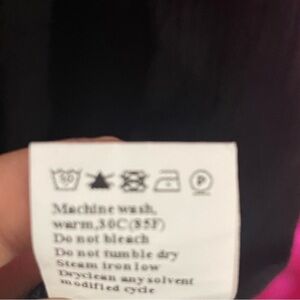 P
Machine wash,
warm,30C(85F)
Do not bleach
Do not tumble dry
Steam iron low
Dryclean any solvent
modified cycle